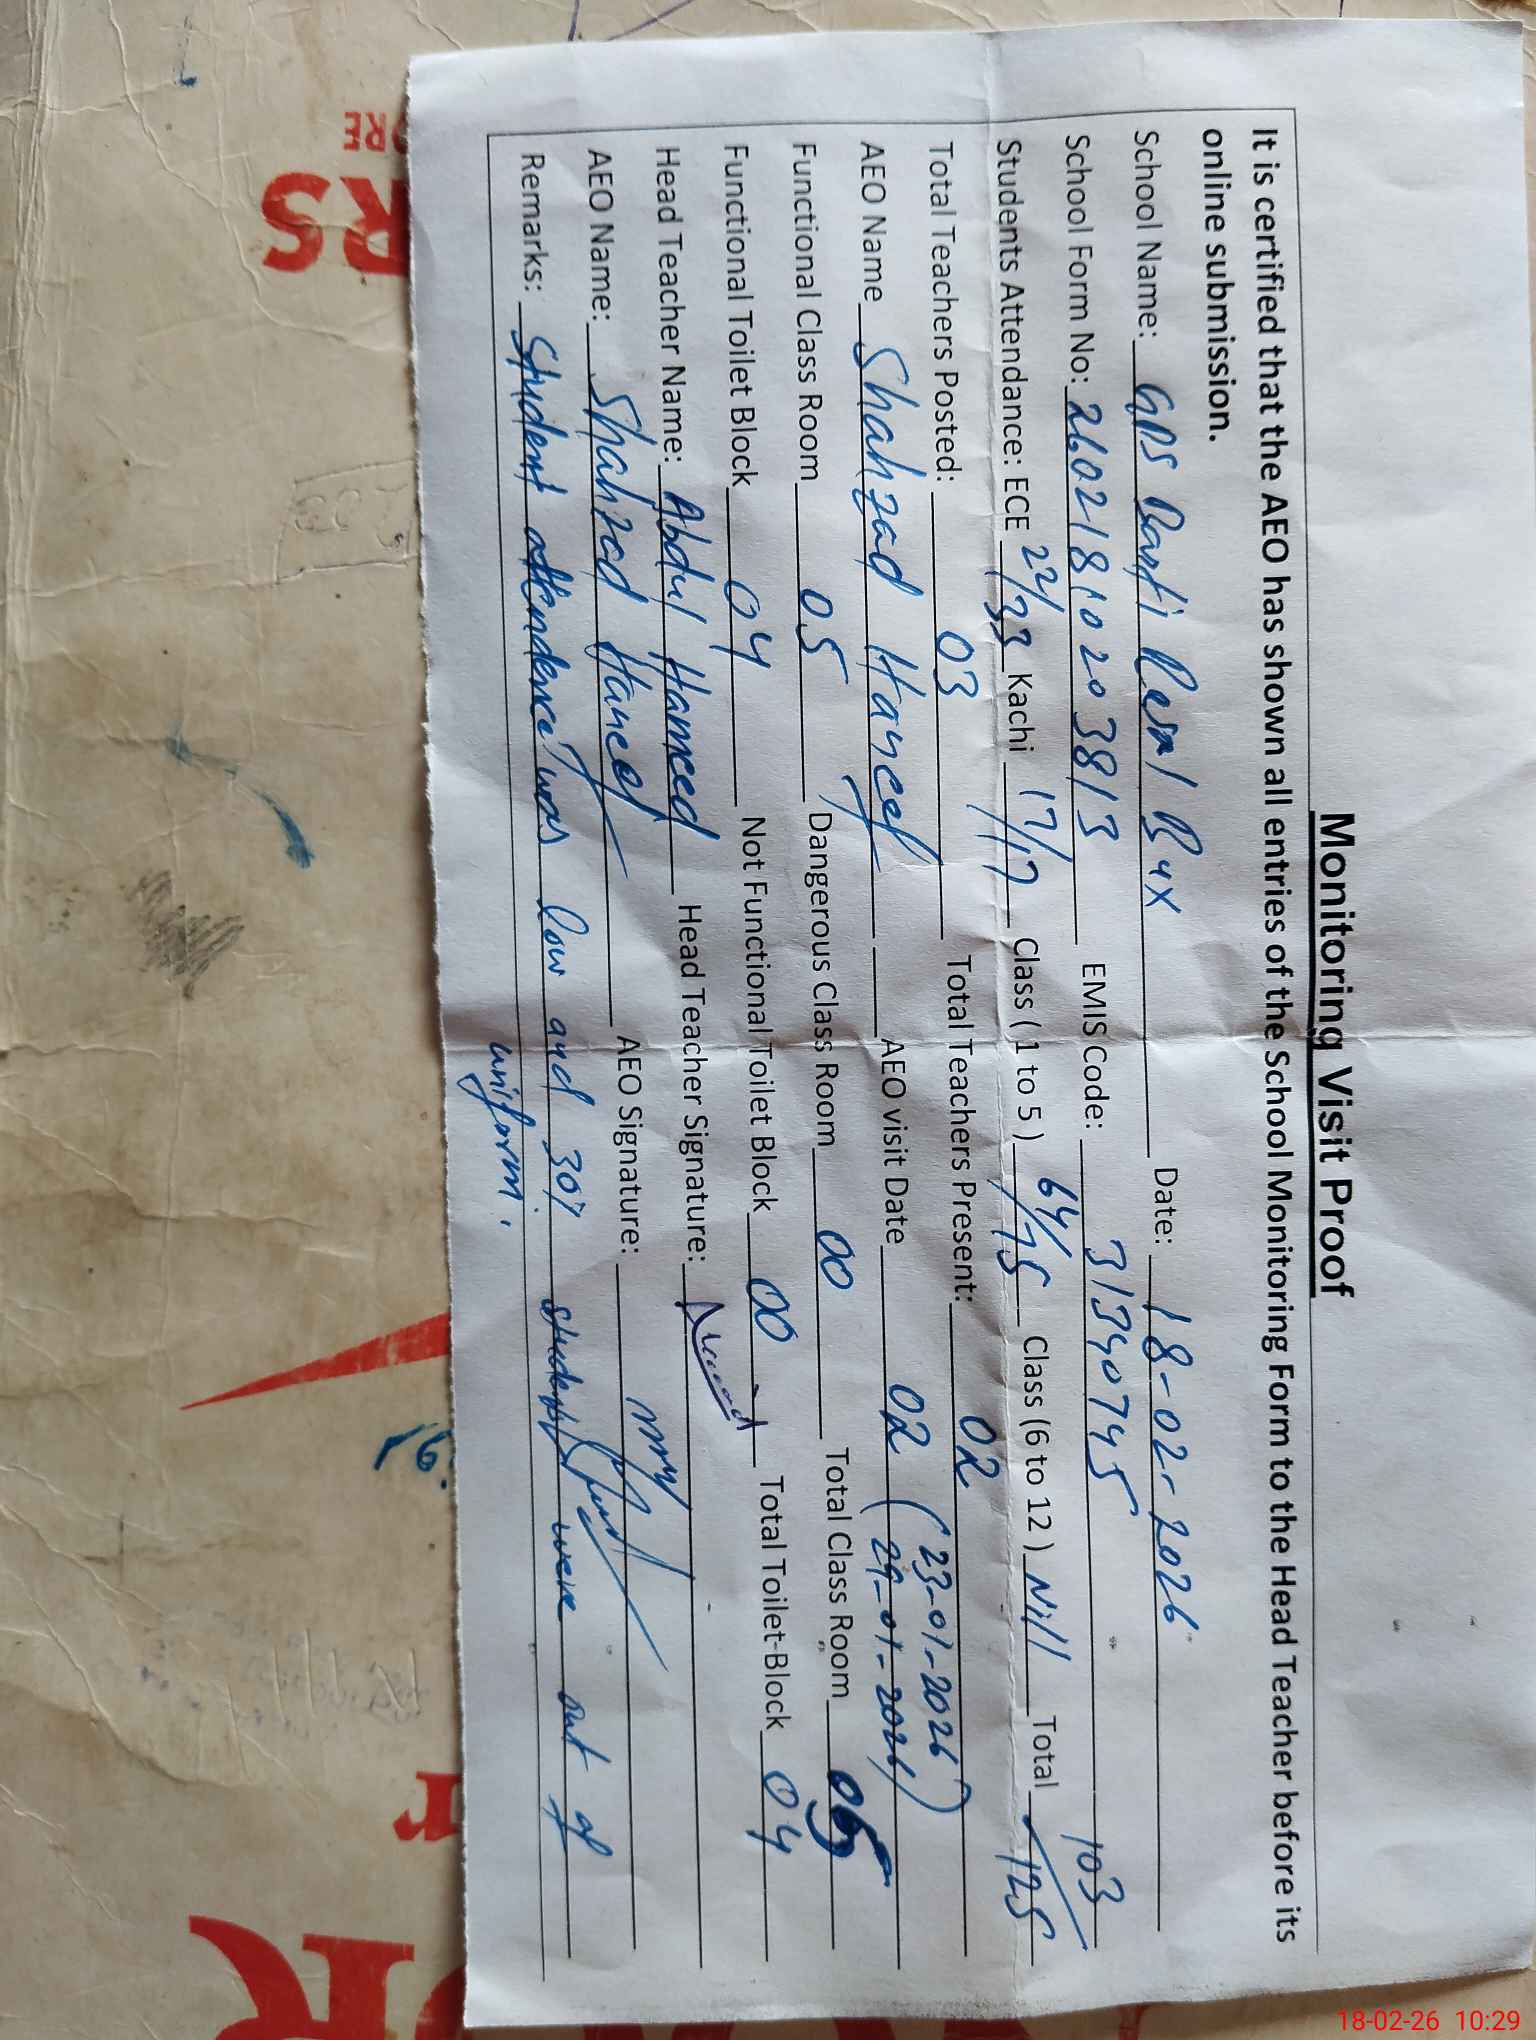 Monitoring Visit Proof
It is certified that the AEO has shown all entries of the School Monitoring Form to the Head Teacher before its
online submission.
School Name: GPS Basti Rasul Bux Date: 18-02-2026
School Form No: 2602181020 3813 EMIS Code: 31340745
Students Attendance: ECE 22/33 Kachi 17/17 Class (1 to 5) 64/75 Class (6 to 12) Nill Total 103/125
Total Teachers Posted: 03 Total Teachers Present: 02
AEO Name Shahzad Haneef AEO visit Date 02 (23-01-2026) (29-01-2026)
Functional Class Room 05 Dangerous Class Room 00 Total Class Room 05
Functional Toilet Block 04 Not Functional Toilet Block 00 Total Toilet-Block 04
Head Teacher Name: Abdul Hameed Head Teacher Signature:
AEO Name: Shahzad Haneef AEO Signature:
Remarks: Student attendence was low and 30% students were out of
uniform.
RS
ORE
18-02-26 10:29